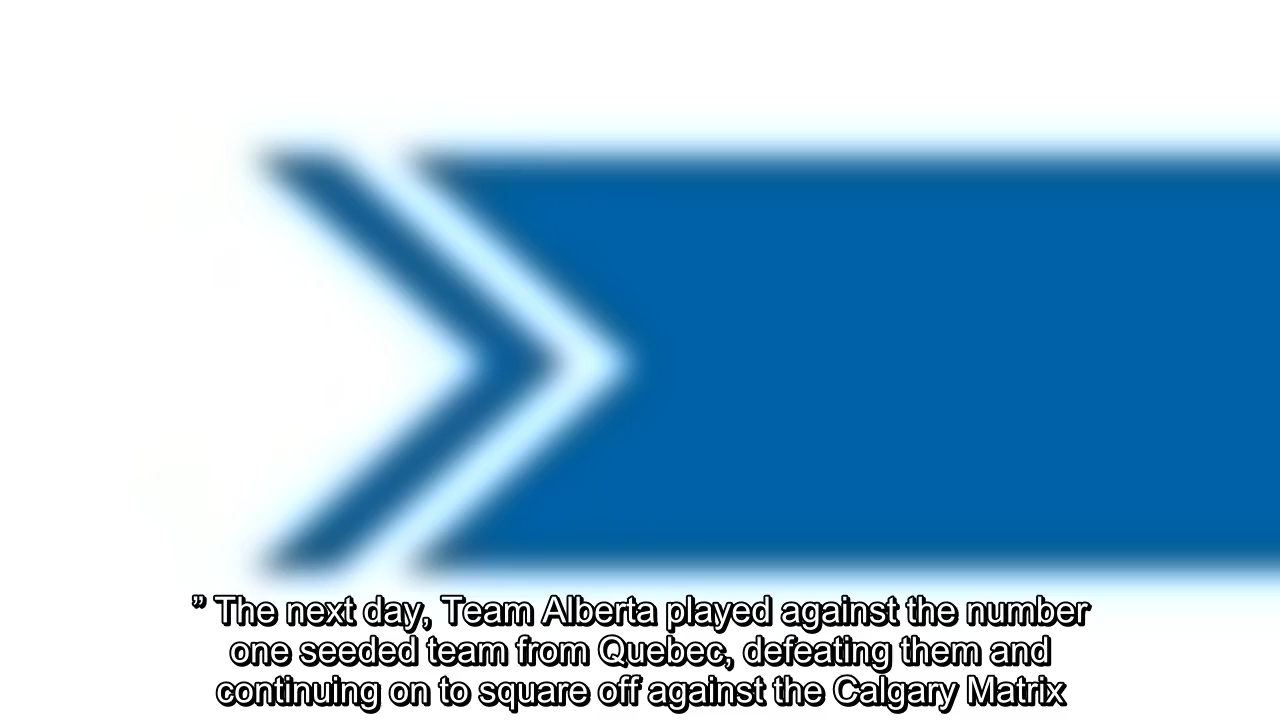 ” The next day, Team Alberta played against the number
one seeded team from Quebec, defeating them and
continuing on to square off against the Calgary Matrix